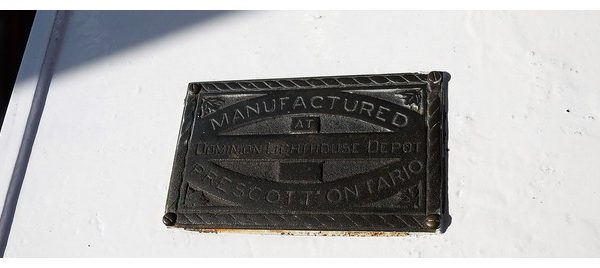 MANUFACTURED
AT
DOMINION LIGHTHOUSE DEPOT
PRESCOTT ONTARIO